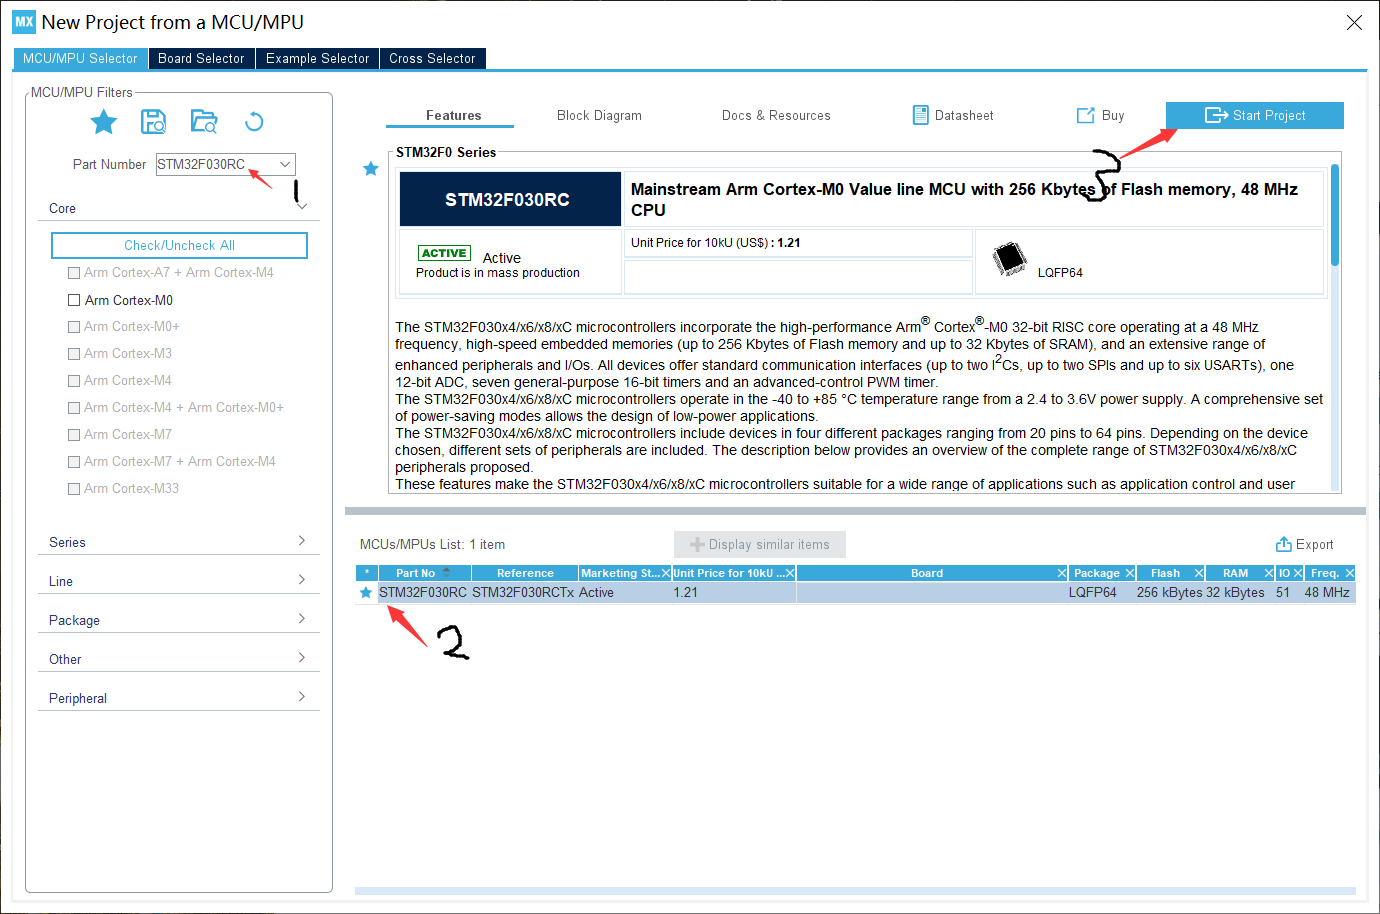 MX New Project from a MCU/MPU
MCU/MPU Selector Board Selector Example Selector Cross Selector
MCU/MPU Filters
Part Number STM32F030RC
1
Core
Check/Uncheck All
Arm Cortex-A7 + Arm Cortex-M4
Arm Cortex-M0
Arm Cortex-M0+
Arm Cortex-M3
Arm Cortex-M4
Arm Cortex-M4 + Arm Cortex-M0+
Arm Cortex-M7
Arm Cortex-M7 + Arm Cortex-M4
Arm Cortex-M33
Series
Line
Package
Other
Peripheral
Features Block Diagram Docs & Resources Datasheet Buy Start Project
3
STM32F0 Series
STM32F030RC
Mainstream Arm Cortex-M0 Value line MCU with 256 Kbytes of Flash memory, 48 MHz
CPU
ACTIVE Active
Product is in mass production
Unit Price for 10kU (US$) : 1.21
LQFP64
The STM32F030x4/x6/x8/xC microcontrollers incorporate the high-performance Arm® Cortex®-M0 32-bit RISC core operating at a 48 MHz
frequency, high-speed embedded memories (up to 256 Kbytes of Flash memory and up to 32 Kbytes of SRAM), and an extensive range of
enhanced peripherals and I/Os. All devices offer standard communication interfaces (up to two I2Cs, up to two SPIs and up to six USARTs), one
12-bit ADC, seven general-purpose 16-bit timers and an advanced-control PWM timer.
The STM32F030x4/x6/x8/xC microcontrollers operate in the -40 to +85 °C temperature range from a 2.4 to 3.6V power supply. A comprehensive set
of power-saving modes allows the design of low-power applications.
The STM32F030x4/x6/x8/xC microcontrollers include devices in four different packages ranging from 20 pins to 64 pins. Depending on the device
chosen, different sets of peripherals are included. The description below provides an overview of the complete range of STM32F030x4/x6/x8/xC
peripherals proposed.
These features make the STM32F030x4/x6/x8/xC microcontrollers suitable for a wide range of applications such as application control and user
MCUs/MPUs List: 1 item Display similar items Export
* Part No Reference Marketing St... Unit Price for 10kU ... Board Package Flash RAM IO Freq.
STM32F030RC STM32F030RCTx Active 1.21 LQFP64 256 kBytes 32 kBytes 51 48 MHz
2